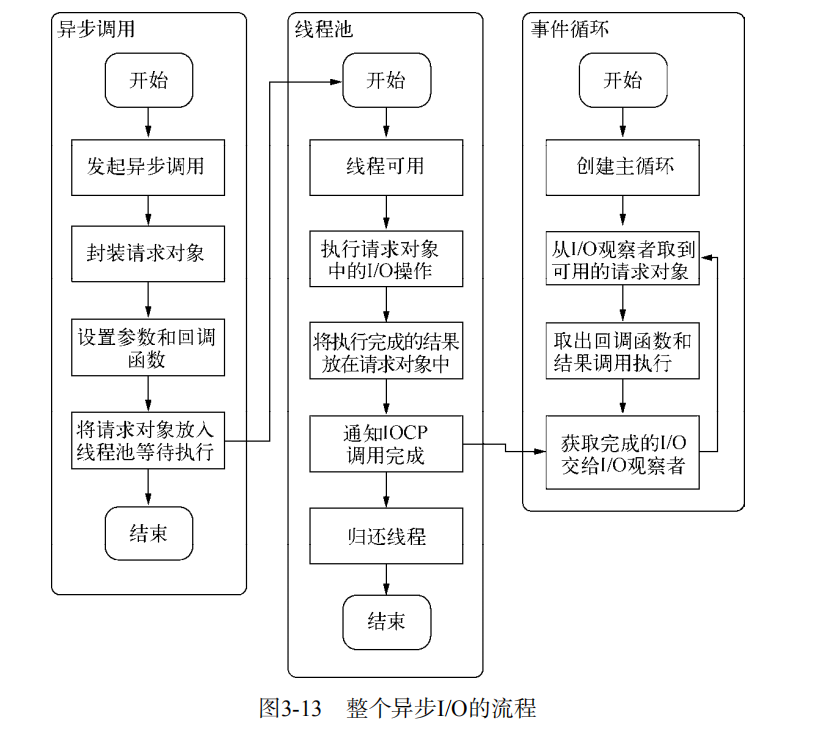 异步调用
开始
发起异步调用
封装请求对象
设置参数和回调
函数
将请求对象放入
线程池等待执行
结束
线程池
开始
线程可用
执行请求对象
中的I/O操作
将执行完成的结果
放在请求对象中
通知IOCP
调用完成
归还线程
结束
事件循环
开始
创建主循环
从I/O观察者取到
可用的请求对象
取出回调函数和
结果调用执行
获取完成的I/O
交给I/O观察者
图3-13 整个异步I/O的流程